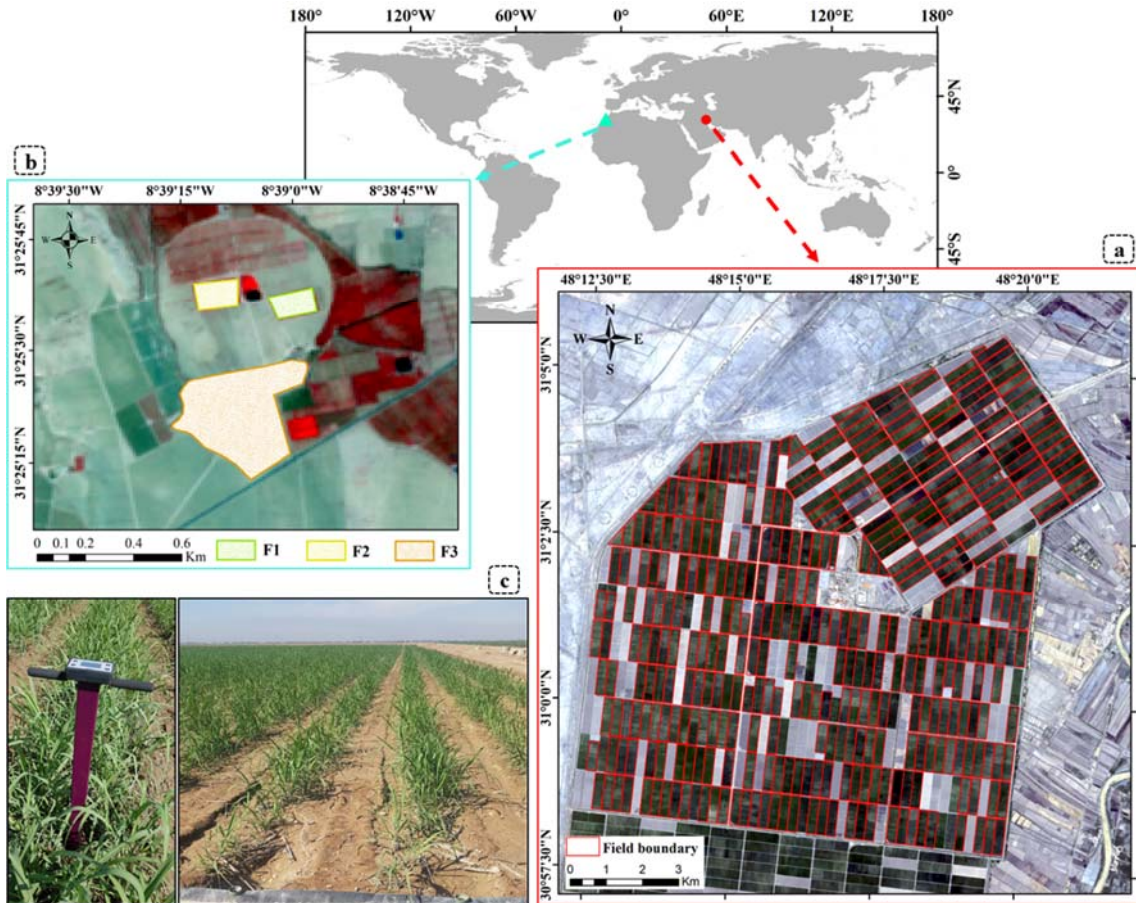 180° 120°W 60°W 0° 60°E 120°E 180°
45°N
0°
45°S
b
8°39'30"W 8°39'15"W 8°39'0"W 8°38'45"W
31°25'45"N
31°25'30"N
31°25'15"N
N
W E
S
0 0.1 0.2 0.4 0.6
Km
F1 F2 F3
a
48°12'30"E 48°15'0"E 48°17'30"E 48°20'0"E
31°5'0"N
31°2'30"N
31°0'0"N
30°57'30"N
N
W E
S
Field boundary
0 1 2 3
Km
c